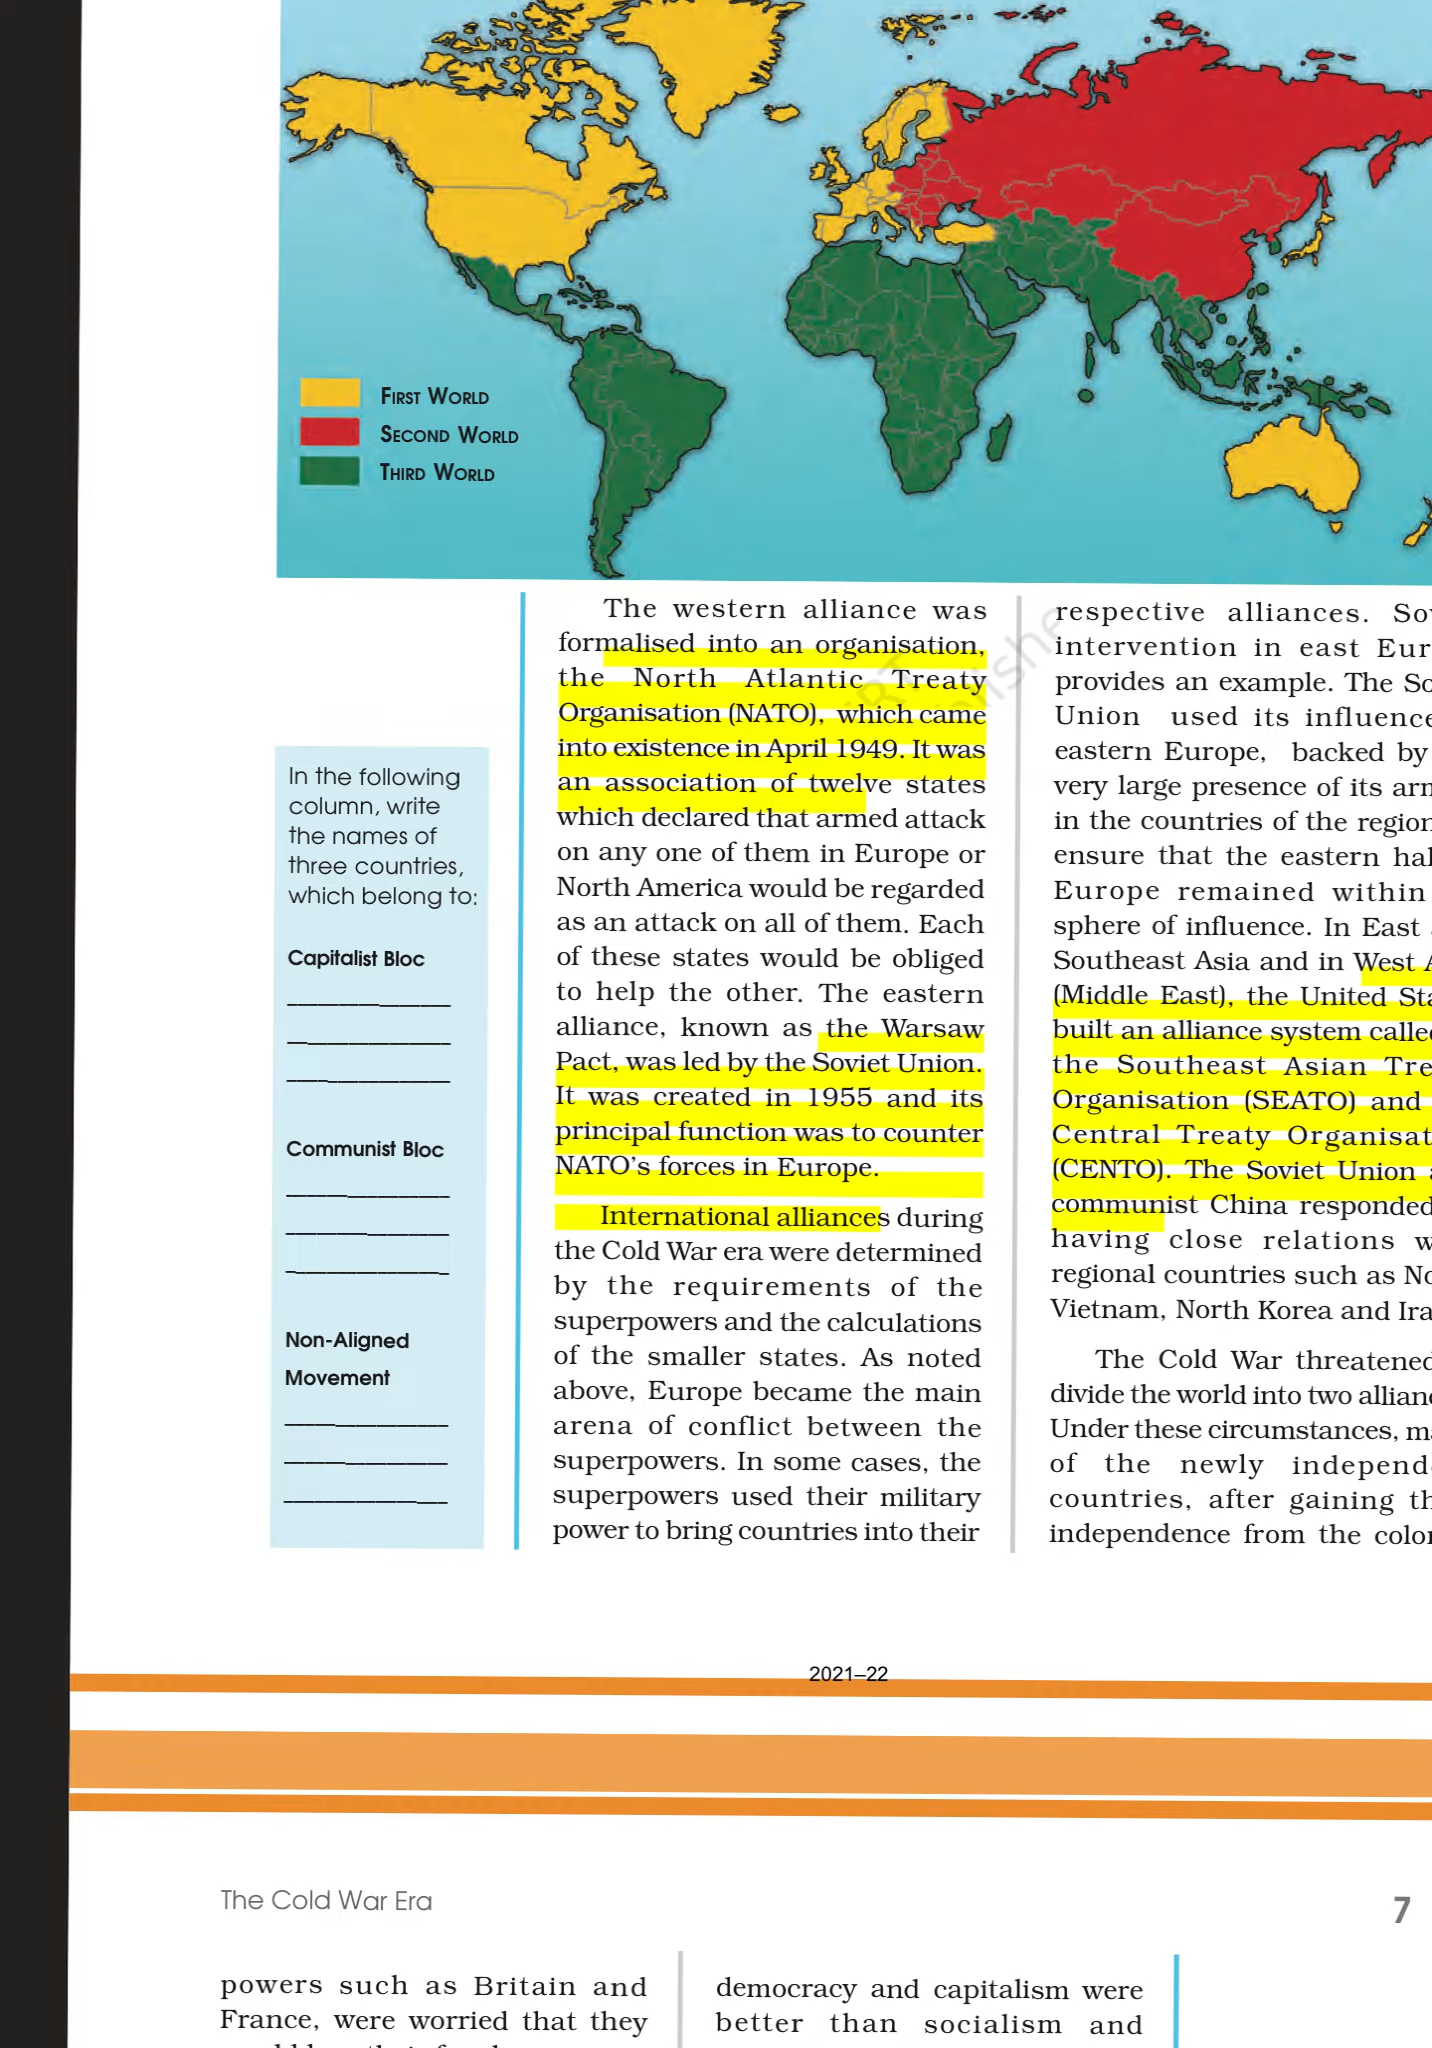 FIRST WORLD
SECOND WORLD
THIRD WORLD
In the following
column, write
the names of
three countries,
which belong to:
Capitalist Bloc
Communist Bloc
Non-Aligned
Movement
The western alliance was
formalised into an organisation,
the North Atlantic Treaty
Organisation (NATO), which came
into existence in April 1949. It was
an association of twelve states
which declared that armed attack
on any one of them in Europe or
North America would be regarded
as an attack on all of them. Each
of these states would be obliged
to help the other. The eastern
alliance, known as the Warsaw
Pact, was led by the Soviet Union.
It was created in 1955 and its
principal function was to counter
NATO's forces in Europe.
International alliances during
the Cold War era were determined
by the requirements of the
superpowers and the calculations
of the smaller states. As noted
above, Europe became the main
arena of conflict between the
superpowers. In some cases, the
superpowers used their military
power to bring countries into their
respective alliances.
intervention in east
provides an example. The
Union used its influence
eastern Europe, backed by
very large presence of its
in the countries of the
ensure that the eastern
Europe remained within
sphere of influence. In East
Southeast Asia and in West
(Middle East), the United
built an alliance system
the Southeast Asian
Organisation (SEATO) and
Central Treaty
(CENTO). The Soviet Union
communist China responded
having close relations
regional countries such as
Vietnam, North Korea and
The Cold War threatened
divide the world into two
Under these circumstances,
of the newly
countries, after gaining
independence from the
2021–22
The Cold War Era
7
powers such as Britain and
France, were worried that they
democracy and capitalism were
better than socialism and